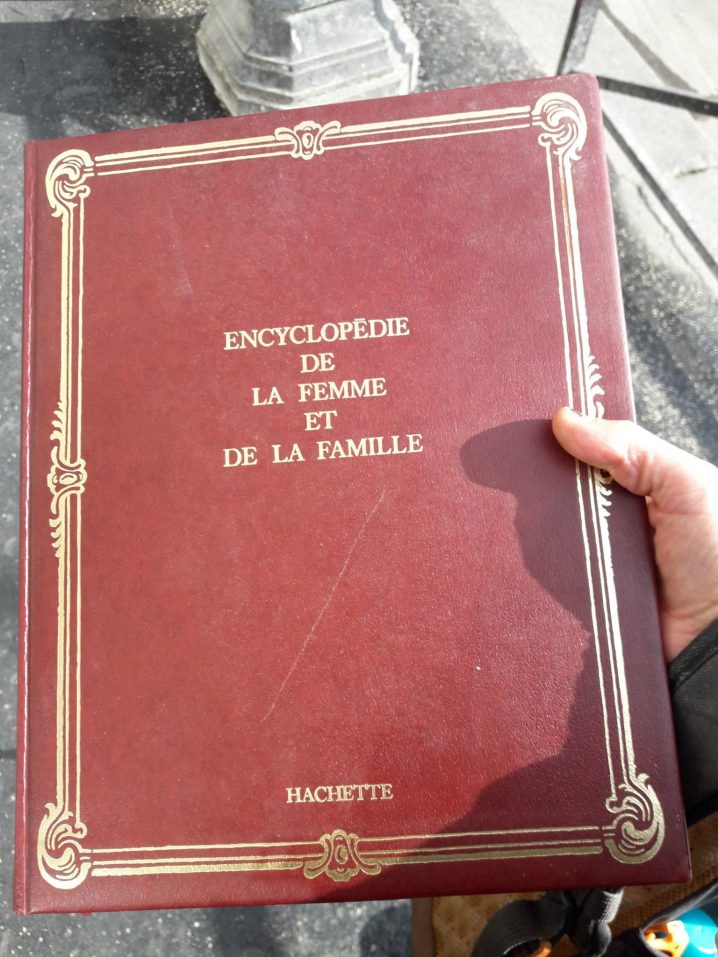 ENCYCLOPÉDIE
DE
LA FEMME
ET
DE LA FAMILLE
HACHETTE